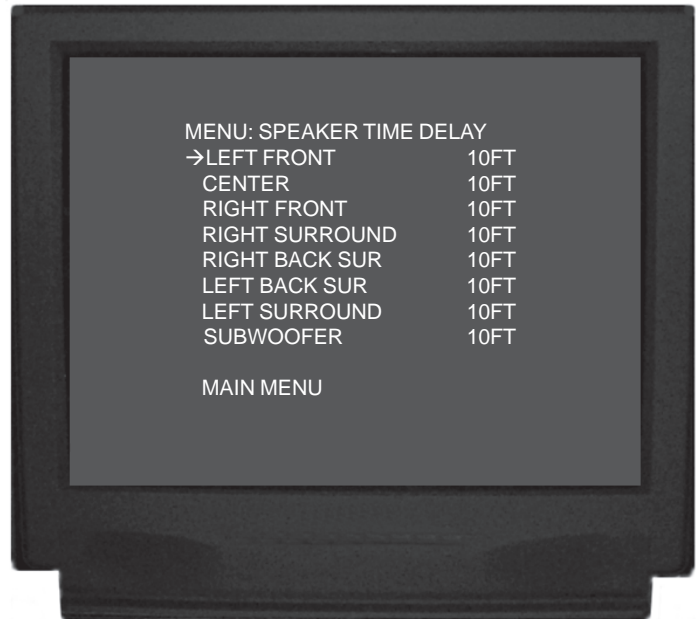 MENU: SPEAKER TIME DELAY
→LEFT FRONT 10FT
CENTER 10FT
RIGHT FRONT 10FT
RIGHT SURROUND 10FT
RIGHT BACK SUR 10FT
LEFT BACK SUR 10FT
LEFT SURROUND 10FT
SUBWOOFER 10FT
MAIN MENU